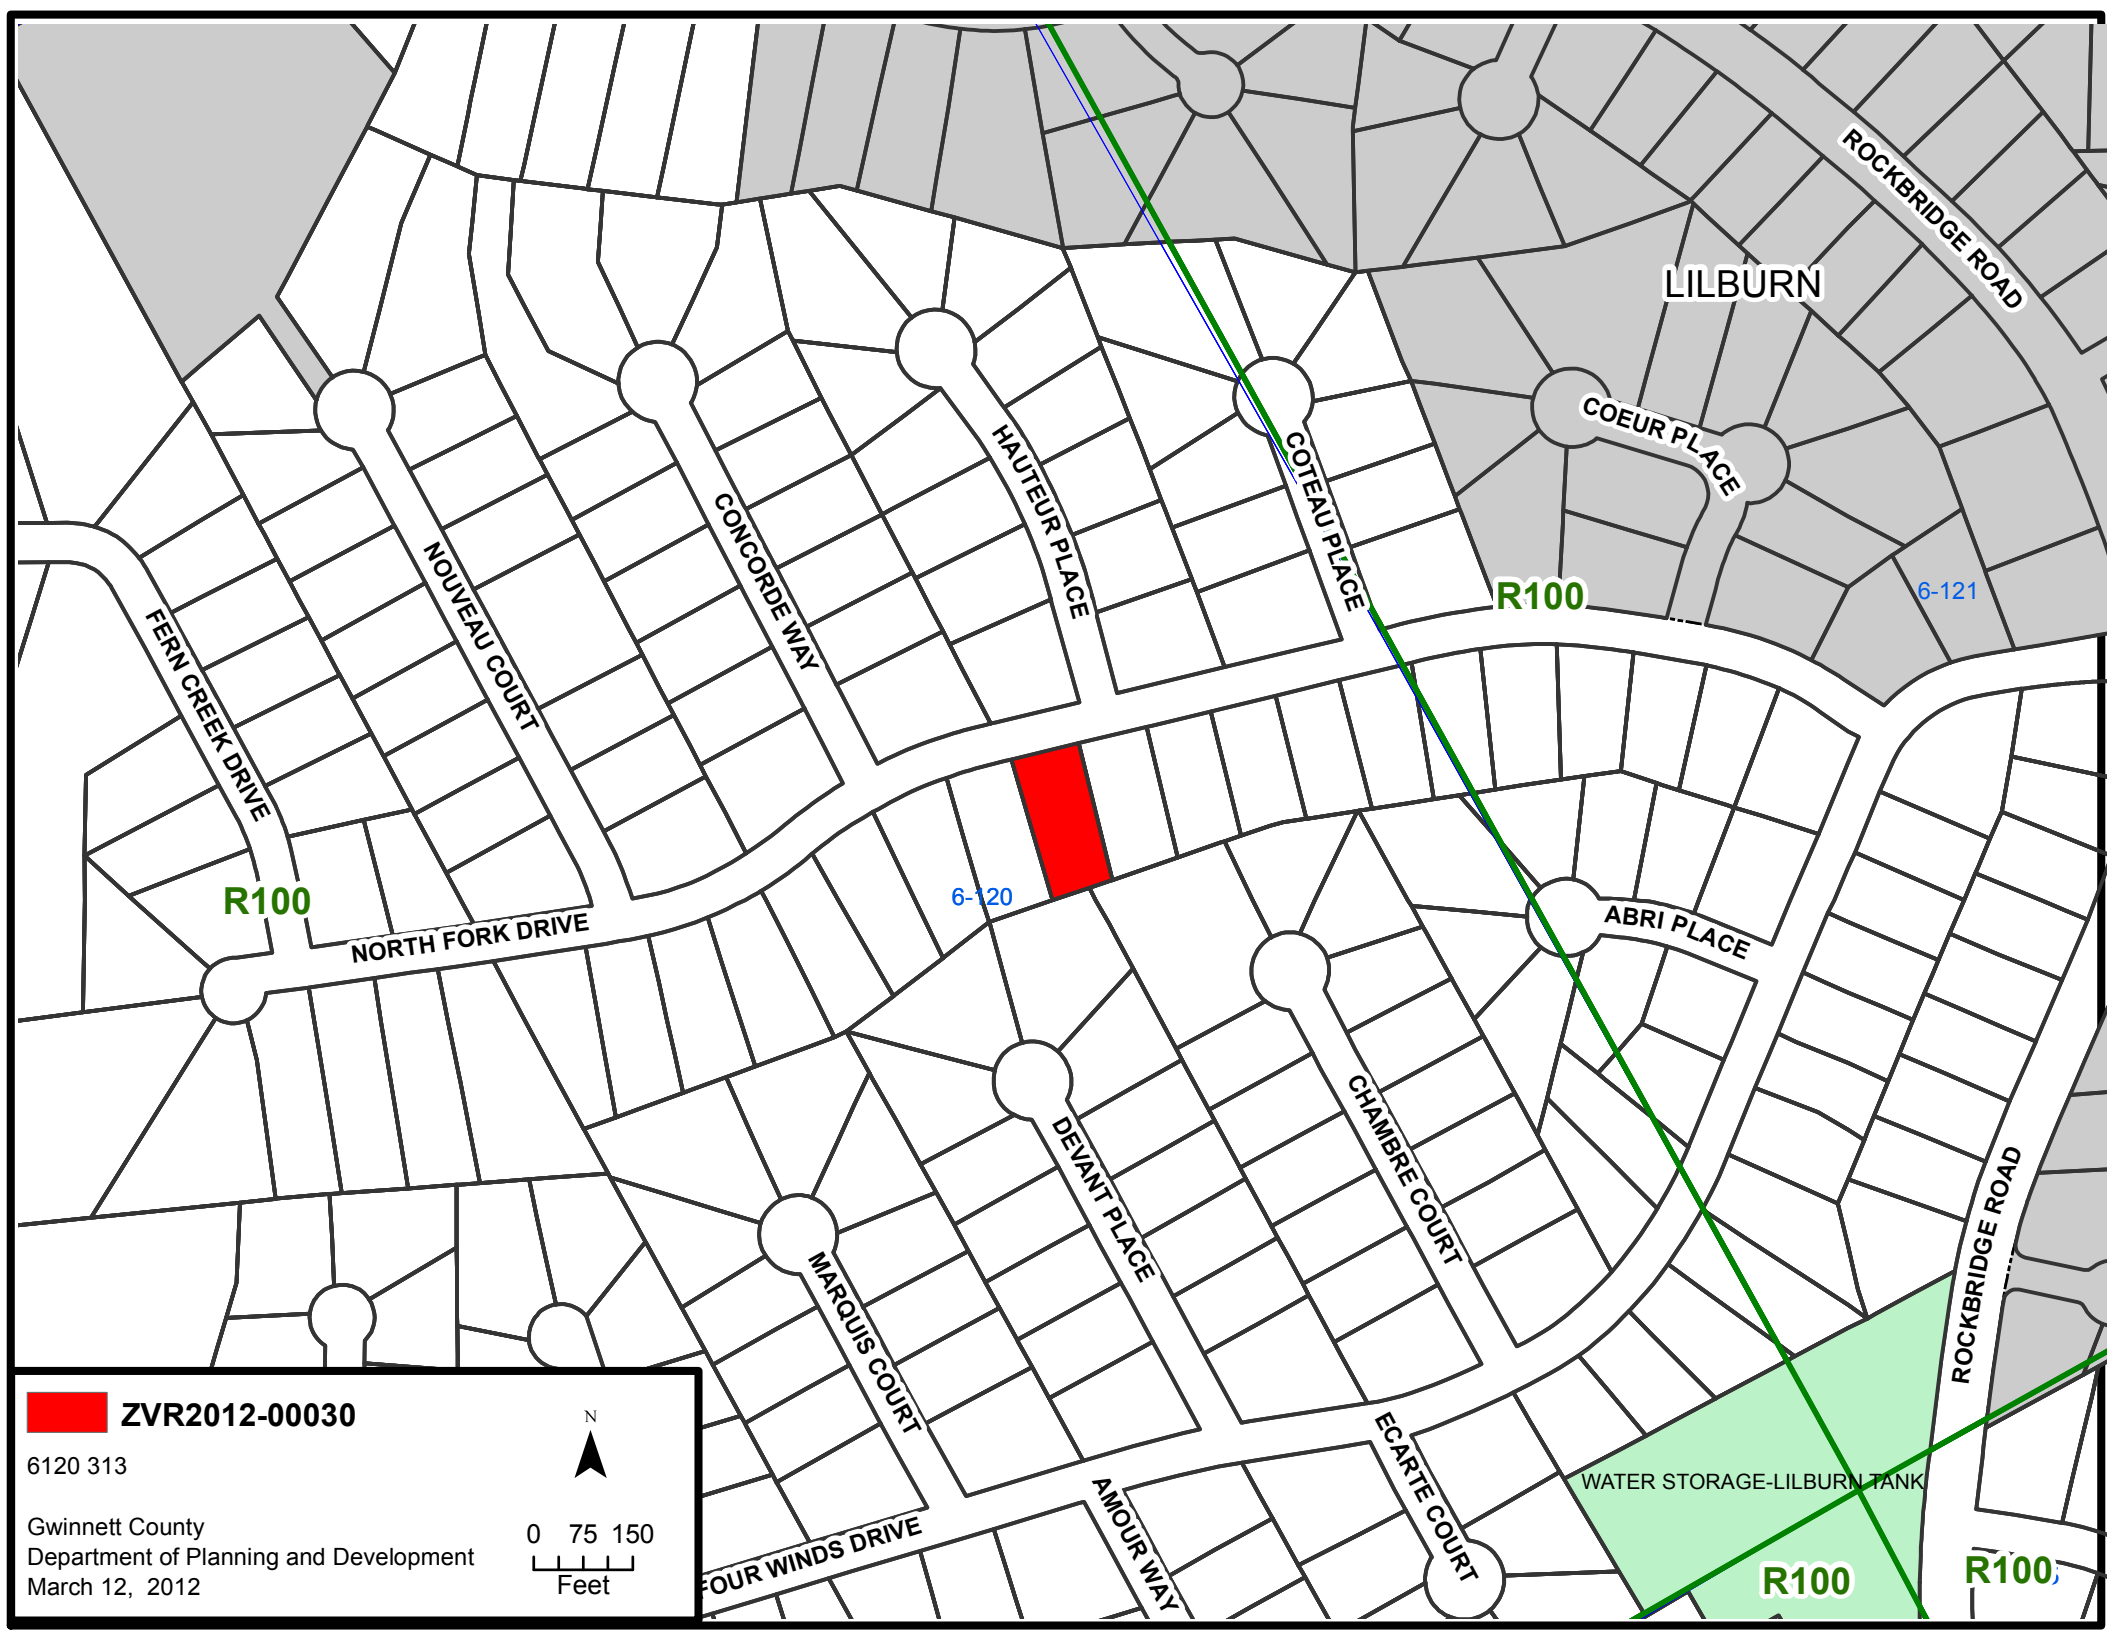 ROCKBRIDGE ROAD
LILBURN
COEUR PLACE
HAUTEUR PLACE
COTEAU PLACE
CONCORDE WAY
NOUVEAU COURT
R100
6-121
FERN CREEK DRIVE
R100
6-120
NORTH FORK DRIVE
ABRI PLACE
CHAMBRE COURT
DEVANT PLACE
ROCKBRIDGE ROAD
MARQUIS COURT
ECARTE COURT
WATER STORAGE-LILBURN TANK
AMOUR WAY
FOUR WINDS DRIVE
R100
R100
ZVR2012-00030
6120 313
N
Gwinnett County
Department of Planning and Development
March 12, 2012
0 75 150
Feet